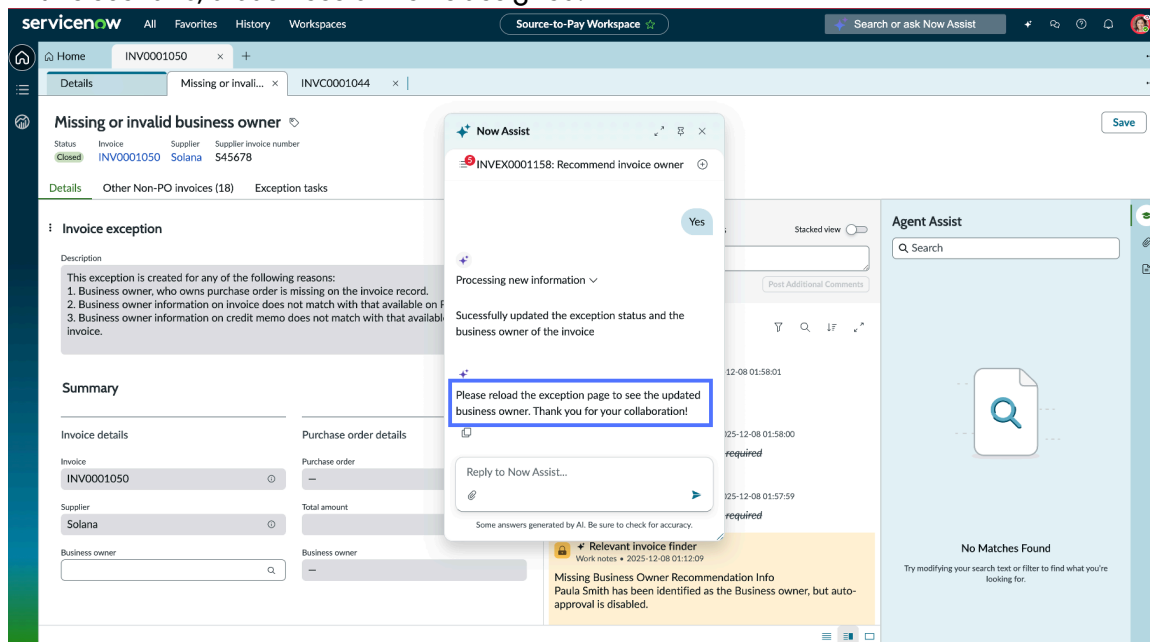 servicenow
All
Favorites
History
Workspaces
Source-to-Pay Workspace
Search or ask Now Assist
Home
INV0001050
Details
Missing or invali...
INVC0001044
Missing or invalid business owner
Save
Status
Invoice
Supplier
Supplier invoice number
Closed
INV0001050
Solana
S45678
Details
Other Non-PO invoices (18)
Exception tasks
Invoice exception
Description
This exception is created for any of the following reasons:
1. Business owner, who owns purchase order is missing on the invoice record.
2. Business owner information on invoice does not match with that available on
3. Business owner information on credit memo does not match with that
invoice.
Summary
Invoice details
Purchase order details
Invoice
Purchase order
INV0001050
—
Supplier
Total amount
Solana
Business owner
Business owner
—
Now Assist
5
INVEX0001158: Recommend invoice owner
Yes
Processing new information
Sucessfully updated the exception status and the
business owner of the invoice
Please reload the exception page to see the updated
business owner. Thank you for your collaboration!
Reply to Now Assist...
Some answers generated by AI. Be sure to check for accuracy.
Stacked view
Post Additional Comments
12-08 01:58:01
25-12-08 01:58:00
required
25-12-08 01:57:59
required
Relevant invoice finder
Work notes • 2025-12-08 01:12:09
Missing Business Owner Recommendation Info
Paula Smith has been identified as the Business owner, but auto-
approval is disabled.
Agent Assist
Search
No Matches Found
Try modifying your search text or filter to find what you're
looking for.